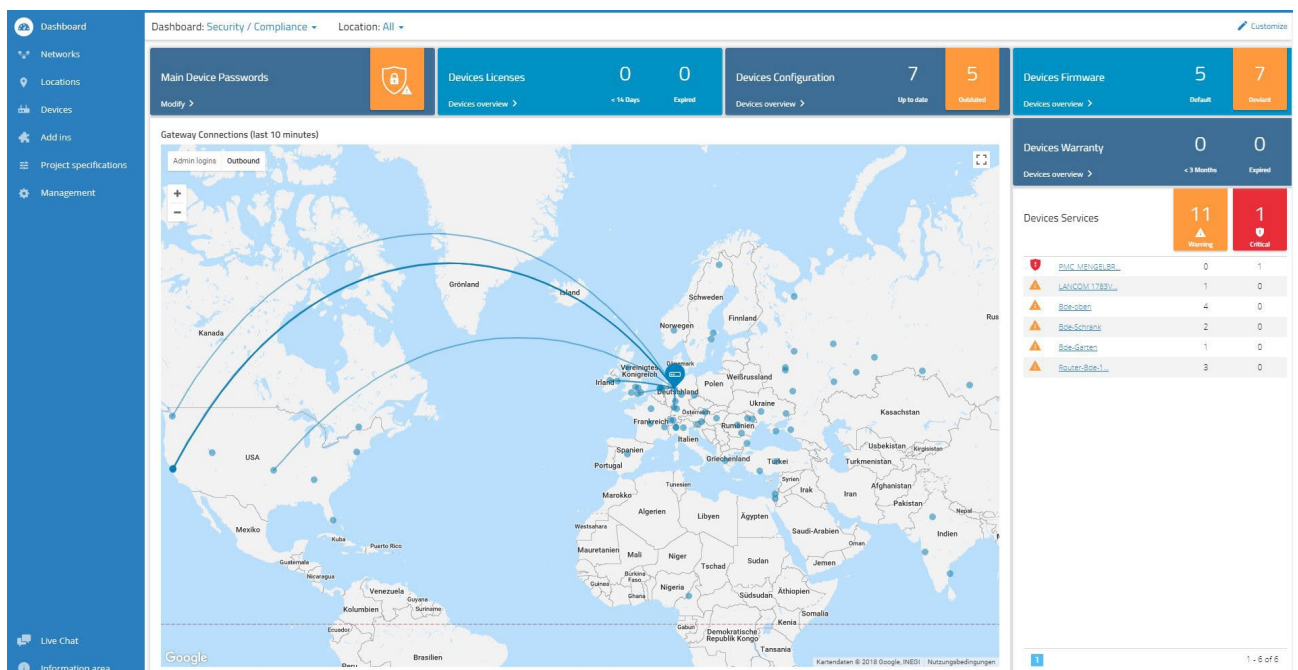 Dashboard
Networks
Locations
Devices
Add ins
Project specifications
Management
Live Chat
Information area
Dashboard: Security / Compliance
Location: All
Customize
Main Device Passwords
Modify >
Devices Licenses
0
< 14 Days
0
Expired
Devices overview >
Devices Configuration
7
Up to date
5
Outdated
Devices overview >
Devices Firmware
5
Default
7
Deviant
Devices overview >
Devices Warranty
0
< 3 Months
0
Expired
Devices overview >
Devices Services
11
Warning
1
Critical
PMC MENGELBR... 0 1
LANCOM 1783V... 1 0
Bde-oben 4 0
Bde-Schrank 2 0
Bde-Garten 1 0
Router-Bde-1... 3 0
1
1 - 6 of 6
Gateway Connections (last 10 minutes)
Admin logins Outbound
+
−
Grönland
Island
Schweden
Finnland
Norwegen
Rus
Kanada
Vereinigtes
Königreich
Dänemark
Irland
Deutschland
Polen
Weißrussland
Ukraine
Österreich
Frankreich
Rumänien
Kasachstan
Italien
Spanien
Portugal
Griechenland
Türkei
Usbekistan
Kirgisistan
Turkmenistan
USA
Tunesien
Syrien
Marokko
Irak
Iran
Afghanistan
Pakistan
Nepal
Algerien
Libyen
Ägypten
Westsahara
Saudi-Arabien
Indien
Oman
Mexiko
Kuba
Puerto Rico
Mauretanien
Mali
Niger
Tschad
Sudan
Jemen
Guatemala
Nicaragua
Burkina
Faso
Guinea
Ghana
Nigeria
Südsudan
Äthiopien
Venezuela
Guyana
Suriname
Kolumbien
Somalia
Ecuador
Gabun
Kenia
Demokratische
Republik Kongo
Tansania
Brasilien
Peru
Google
Kartendaten © 2018 Google, INEGI
Nutzungsbedingungen